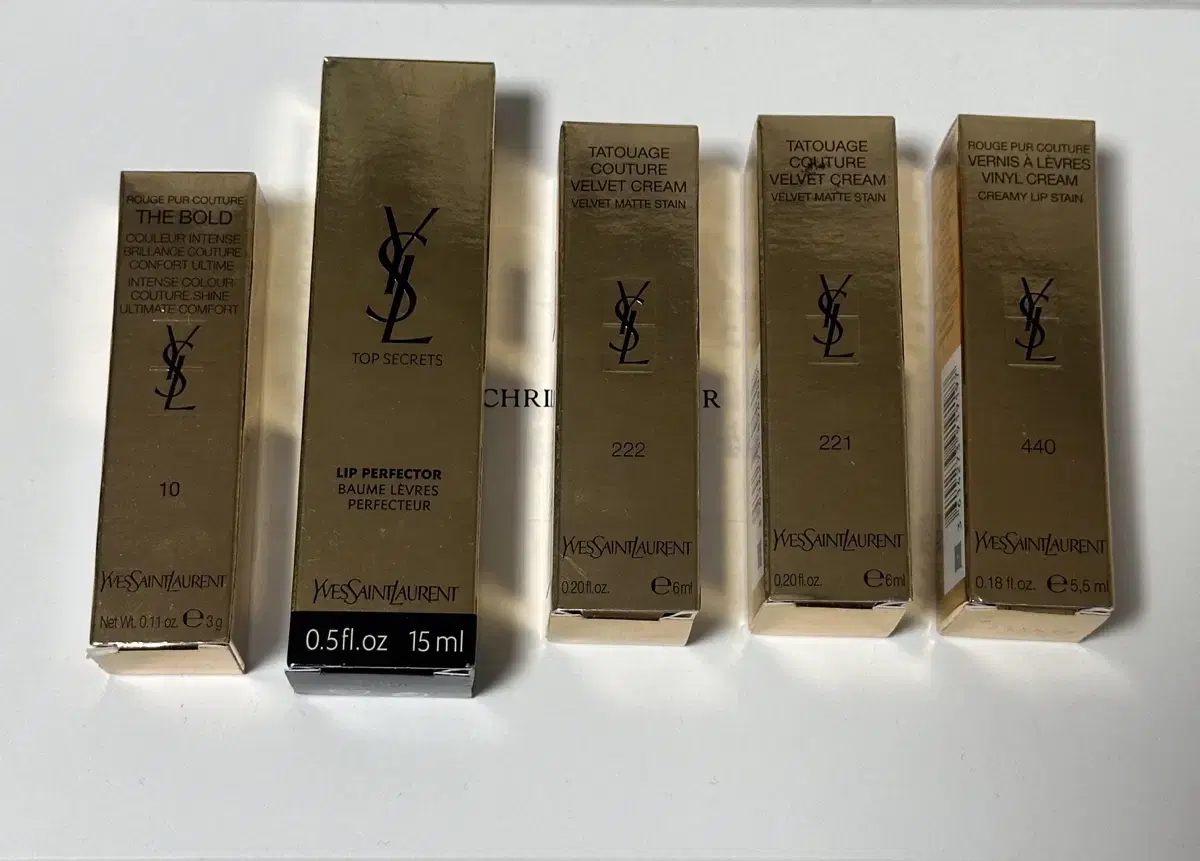 ROUGE PUR COUTURE
THE BOLD
COULEUR INTENSE
BRILLANCE COUTURE
CONFORT ULTIME
INTENSE COLOUR
COUTURE SHINE
ULTIMATE COMFORT
YSL
10
YVESSAINTLAURENT
Net Wt. 0.11 oz. e 3 g
YSL
TOP SECRETS
LIP PERFECTOR
BAUME LÈVRES
PERFECTEUR
YVESSAINTLAURENT
0.5fl.oz 15 ml
TATOUAGE
COUTURE
VELVET CREAM
VELVET MATTE STAIN
YSL
222
YVESSAINTLAURENT
0.20 fl.oz. e 6ml
TATOUAGE
COUTURE
VELVET CREAM
VELVET MATTE STAIN
YSL
221
YVESSAINTLAURENT
0.20 fl.oz. e 6ml
ROUGE PUR COUTURE
VERNIS À LÈVRES
VINYL CREAM
CREAMY LIP STAIN
YSL
440
YVESSAINTLAURENT
0.18 fl.oz. e 5,5 ml